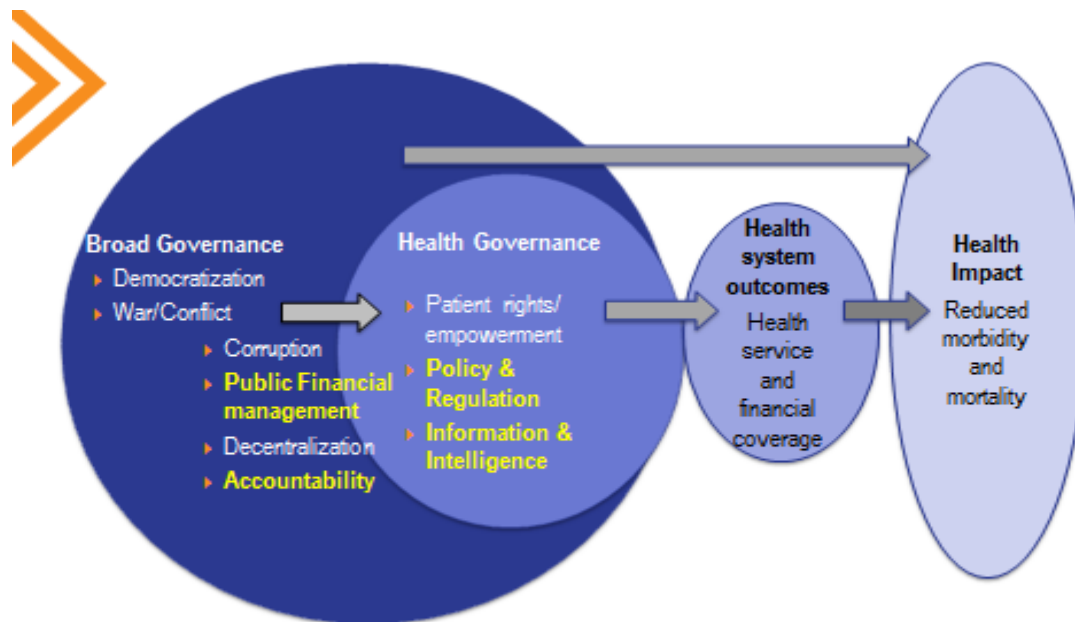 Broad Governance
Democratization
War/Conflict
Corruption
Public Financial
management
Decentralization
Accountability
Health Governance
Patient rights/
empowerment
Policy &
Regulation
Information &
Intelligence
Health
system
outcomes
Health
service
and
financial
coverage
Health
Impact
Reduced
morbidity
and
mortality